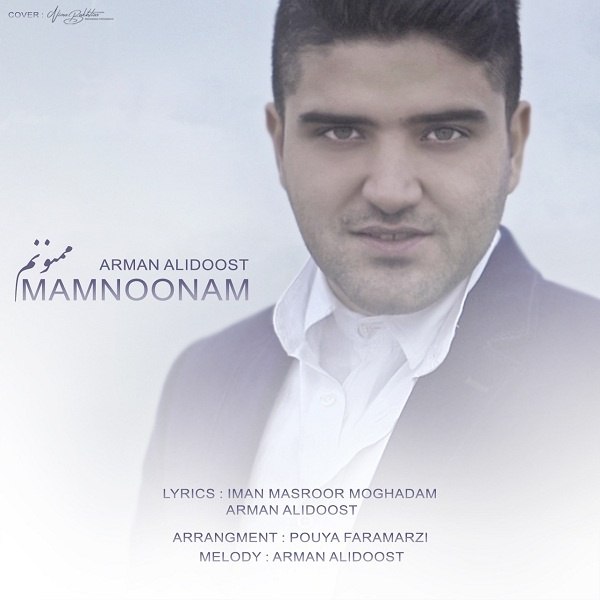 COVER :
ممنونم
ARMAN ALIDOOST
MAMNOONAM
LYRICS : IMAN MASROOR MOGHADAM
ARMAN ALIDOOST
ARRANGMENT : POUYA FARAMARZI
MELODY : ARMAN ALIDOOST